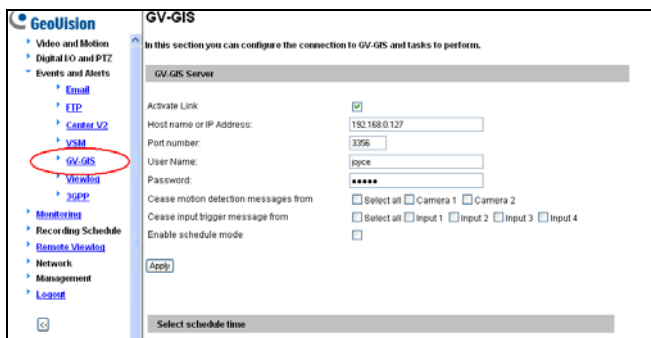 GeoVision
Video and Motion
Digital I/O and PTZ
Events and Alerts
Email
FTP
Center V2
VSM
GV-GIS
Viewlog
3GPP
Monitoring
Recording Schedule
Remote Viewlog
Network
Management
Logout
<<
GV-GIS
In this section you can configure the connection to GV-GIS and tasks to perform.
GV-GIS Server
Activate Link
Host name or IP Address: 192.168.0.127
Port number: 3356
User Name: joyce
Password: •••••
Cease motion detection messages from Select all Camera 1 Camera 2
Cease input trigger message from Select all Input 1 Input 2 Input 3 Input 4
Enable schedule mode
Apply
Select schedule time